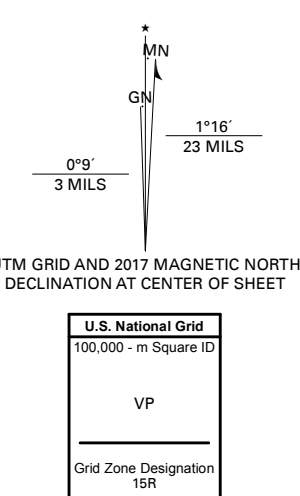 ★
MN
GN
1°16´
23 MILS
0°9´
3 MILS
UTM GRID AND 2017 MAGNETIC NORTH
DECLINATION AT CENTER OF SHEET
U.S. National Grid
100,000 - m Square ID
VP
Grid Zone Designation
15R